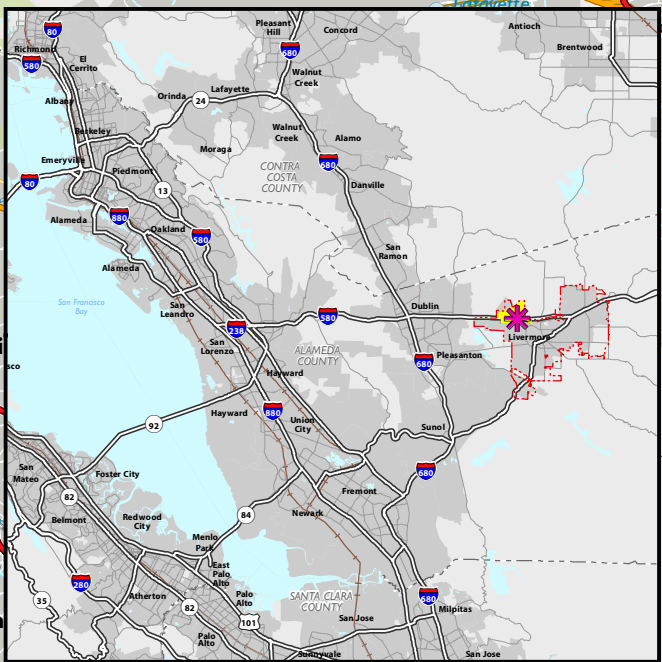 Lafayette
Pleasant
Hill
Concord
Antioch
Brentwood
80
Richmond
580
El
Cerrito
680
Walnut
Creek
Albany
Orinda
24
Lafayette
Berkeley
Walnut
Creek
Alamo
Moraga
Emeryville
Piedmont
CONTRA
COSTA
COUNTY
680
80
13
Danville
Alameda
880
Oakland
580
San
Ramon
Alameda
San Francisco
Bay
San
Leandro
580
Dublin
238
Livermore
San
Lorenzo
ALAMEDA
COUNTY
680
Pleasanton
sco
Hayward
Hayward
880
Union
City
92
Sunol
San
Mateo
Foster City
680
82
Fremont
Belmont
Redwood
City
84
Newark
Menlo
Park
280
East
Palo
Alto
Atherton
Palo
Alto
SANTA CLARA
COUNTY
680
Milpitas
35
82
101
San Jose
Palo
Alto
Sunnyvale
San Jose